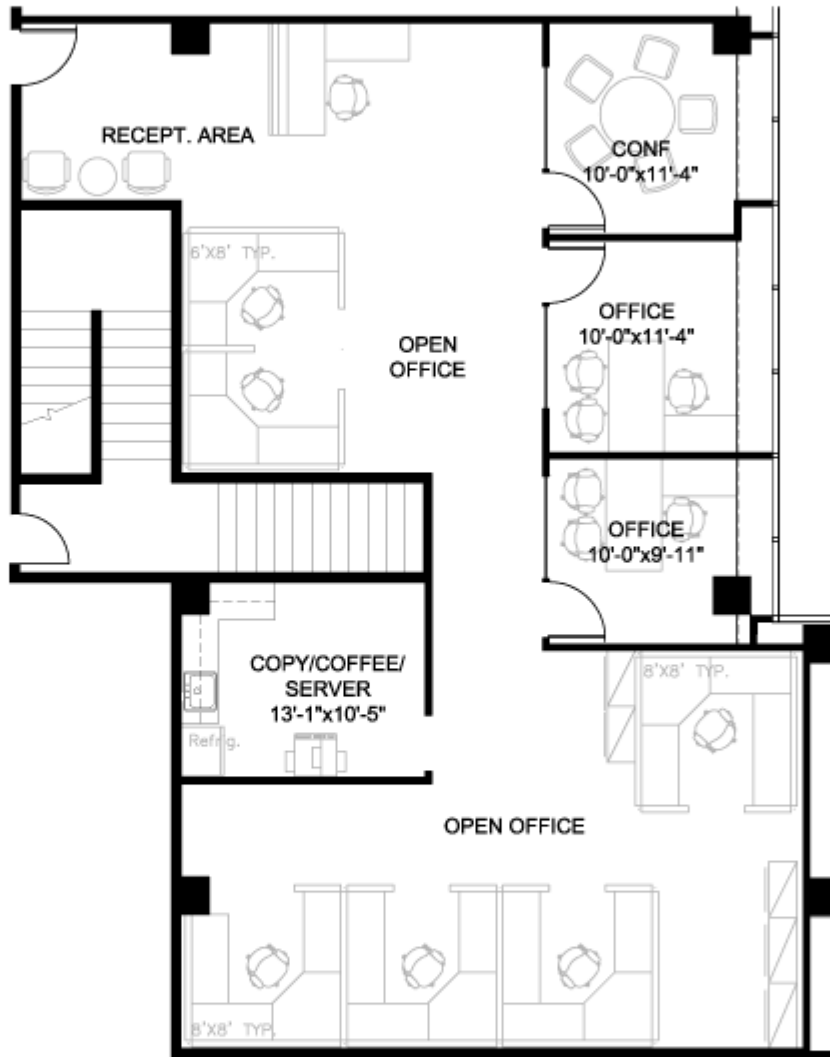 RECEPT. AREA
CONF
10'-0"x11'-4"
6'X8' TYP.
OPEN
OFFICE
OFFICE
10'-0"x11'-4"
OFFICE
10'-0"x9'-11"
COPY/COFFEE/
SERVER
13'-1"x10'-5"
Refrig.
8'X8' TYP.
OPEN OFFICE
8'X8' TYP.